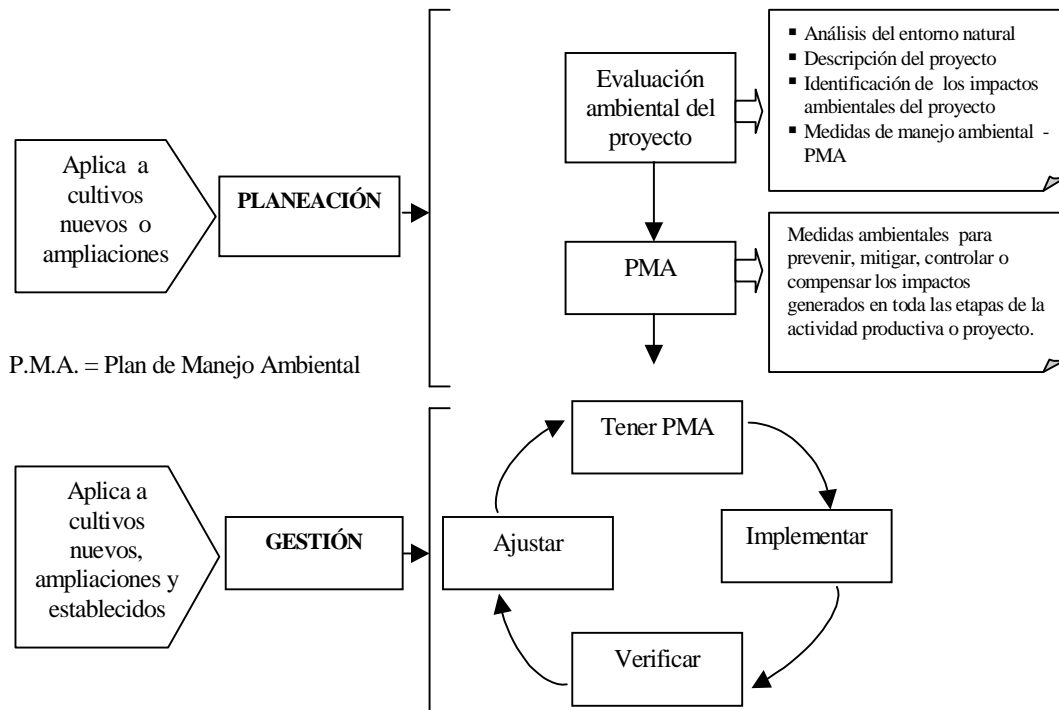 Aplica a
cultivos
nuevos o
ampliaciones
PLANEACIÓN
Evaluación
ambiental del
proyecto
▪ Análisis del entorno natural
▪ Descripción del proyecto
▪ Identificación de los impactos
ambientales del proyecto
▪ Medidas de manejo ambiental -
PMA
PMA
Medidas ambientales para
prevenir, mitigar, controlar o
compensar los impactos
generados en toda las etapas de la
actividad productiva o proyecto.
P.M.A. = Plan de Manejo Ambiental
Aplica a
cultivos
nuevos,
ampliaciones y
establecidos
GESTIÓN
Tener PMA
Implementar
Verificar
Ajustar